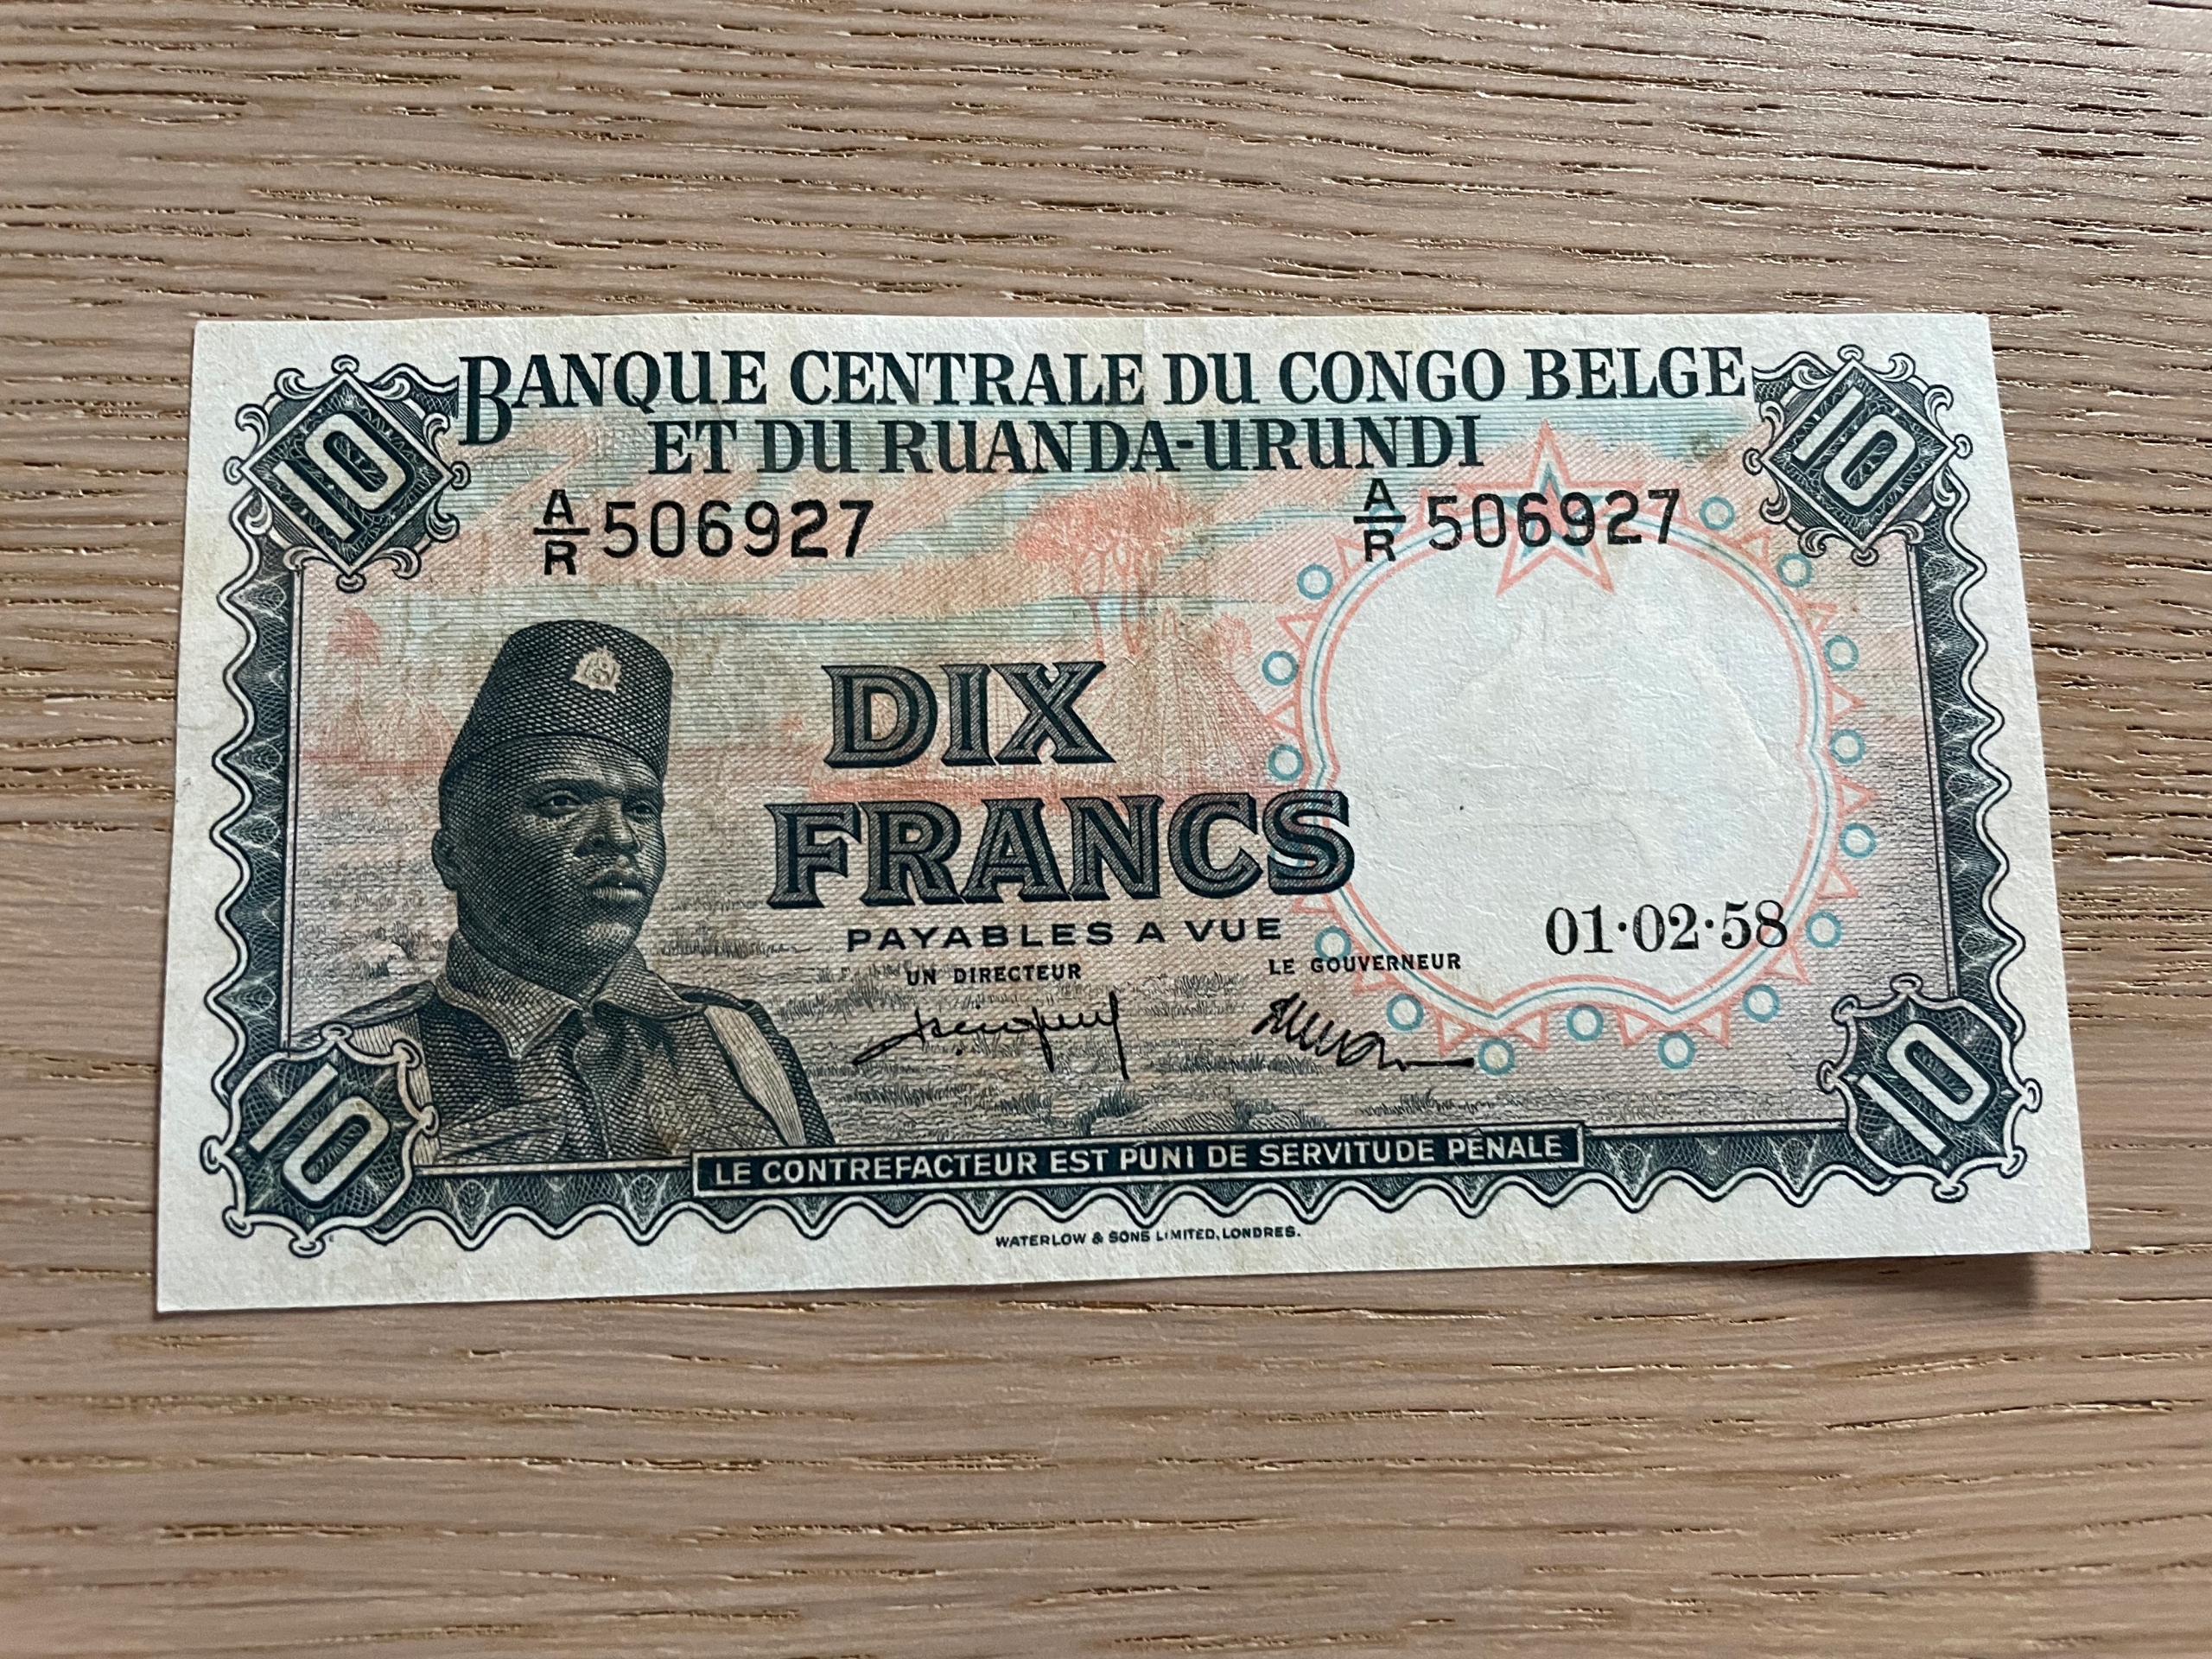 BANQUE CENTRALE DU CONGO BELGE
ET DU RUANDA-URUNDI
10
10
A/R 506927
A/R 506927
DIX
FRANCS
PAYABLES A VUE
01·02·58
UN DIRECTEUR
LE GOUVERNEUR
10
10
LE CONTREFACTEUR EST PUNI DE SERVITUDE PÉNALE
WATERLOW & SONS LIMITED, LONDRES.